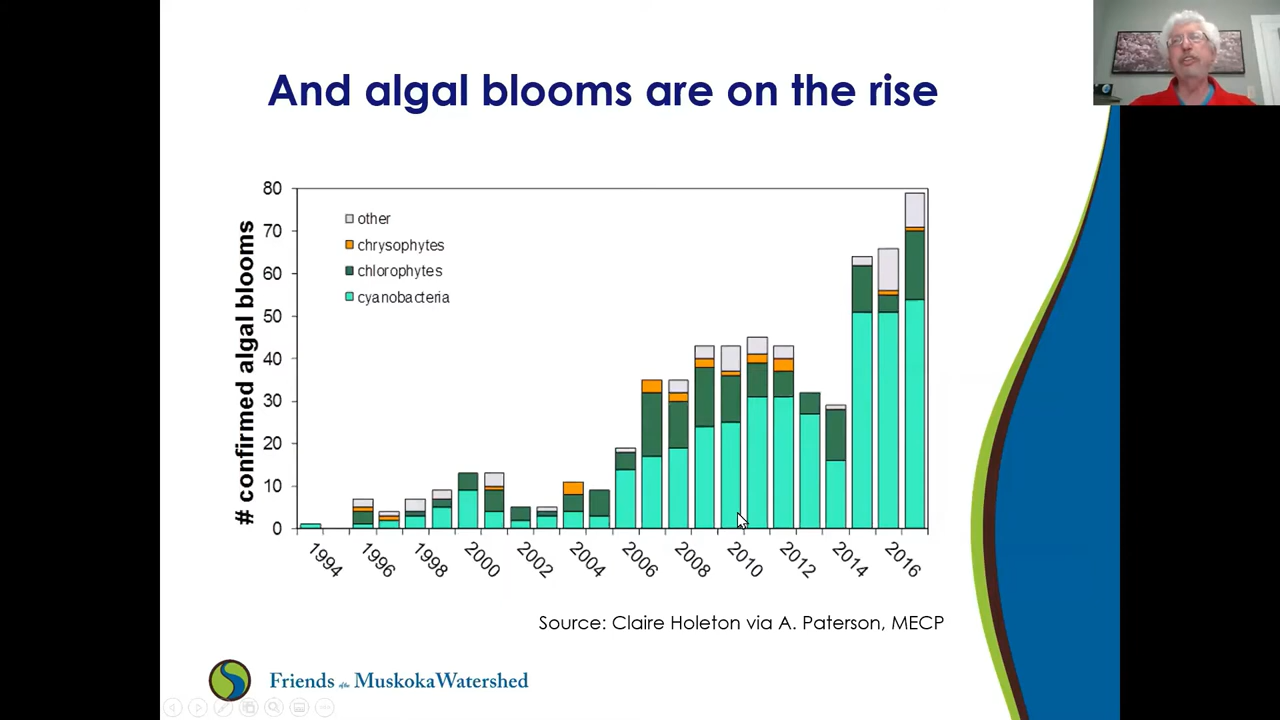 And algal blooms are on the rise
# confirmed algal blooms
80
70
60
50
40
30
20
10
0
other
chrysophytes
chlorophytes
cyanobacteria
1994
1996
1998
2000
2002
2004
2006
2008
2010
2012
2014
2016
Source: Claire Holeton via A. Paterson, MECP
Friends of the MuskokaWatershed